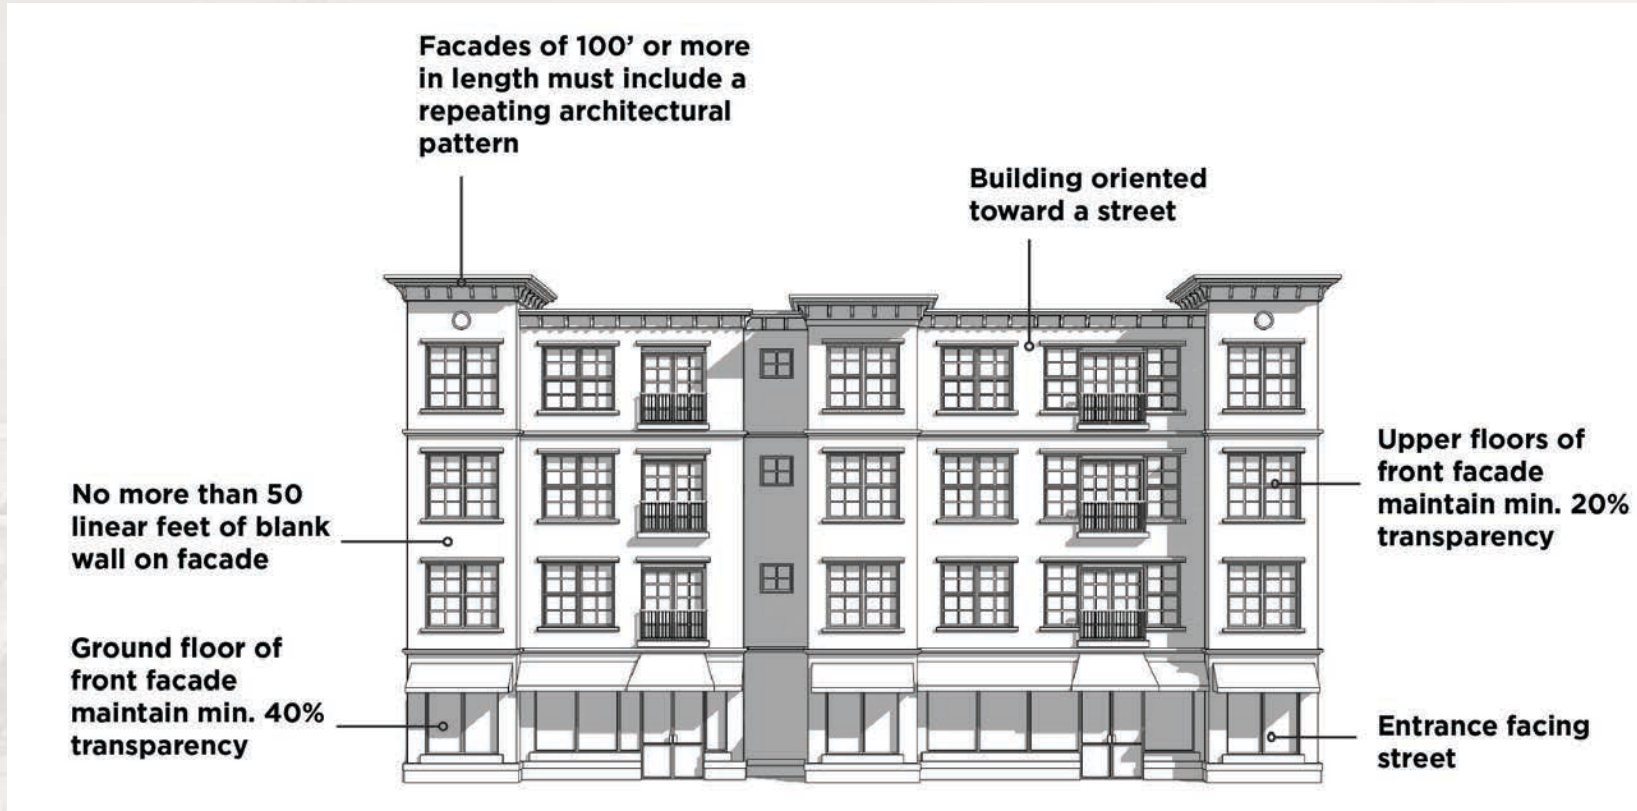 Facades of 100’ or more
in length must include a
repeating architectural
pattern
Building oriented
toward a street
No more than 50
linear feet of blank
wall on facade
Upper floors of
front facade
maintain min. 20%
transparency
Ground floor of
front facade
maintain min. 40%
transparency
Entrance facing
street